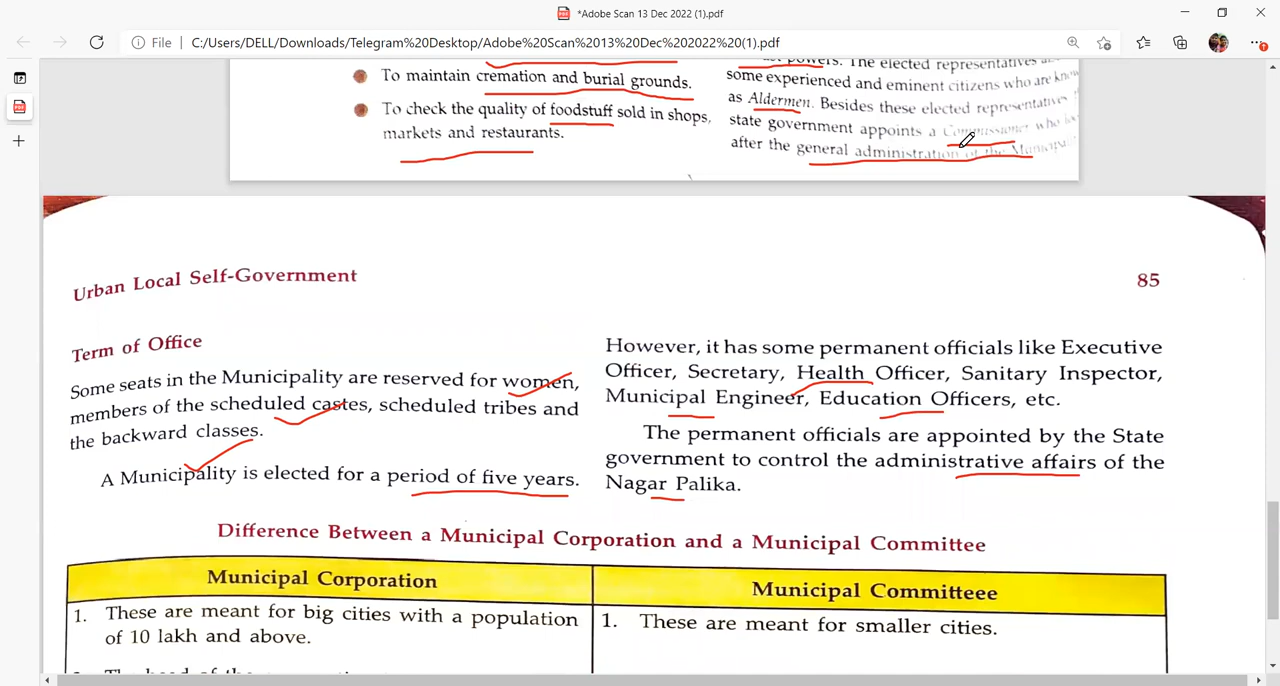 *Adobe Scan 13 Dec 2022 (1).pdf
File C:/Users/DELL/Downloads/Telegram%20Desktop/Adobe%20Scan%2013%20Dec%202022%20(1).pdf
To maintain cremation and burial grounds.
To check the quality of foodstuff sold in shops,
markets and restaurants.
powers. The elected representatives
some experienced and eminent citizens who are
as Aldermen. Besides these elected representatives
state government appoints a Commissioner who
after the general administration of the
Urban Local Self-Government
85
Term of Office
Some seats in the Municipality are reserved for women,
members of the scheduled castes, scheduled tribes and
the backward classes.
A Municipality is elected for a period of five years.
However, it has some permanent officials like Executive
Officer, Secretary, Health Officer, Sanitary Inspector,
Municipal Engineer, Education Officers, etc.
The permanent officials are appointed by the State
government to control the administrative affairs of the
Nagar Palika.
Difference Between a Municipal Corporation and a Municipal Committee
Municipal Corporation
Municipal Committeee
1. These are meant for big cities with a population
of 10 lakh and above.
1. These are meant for smaller cities.